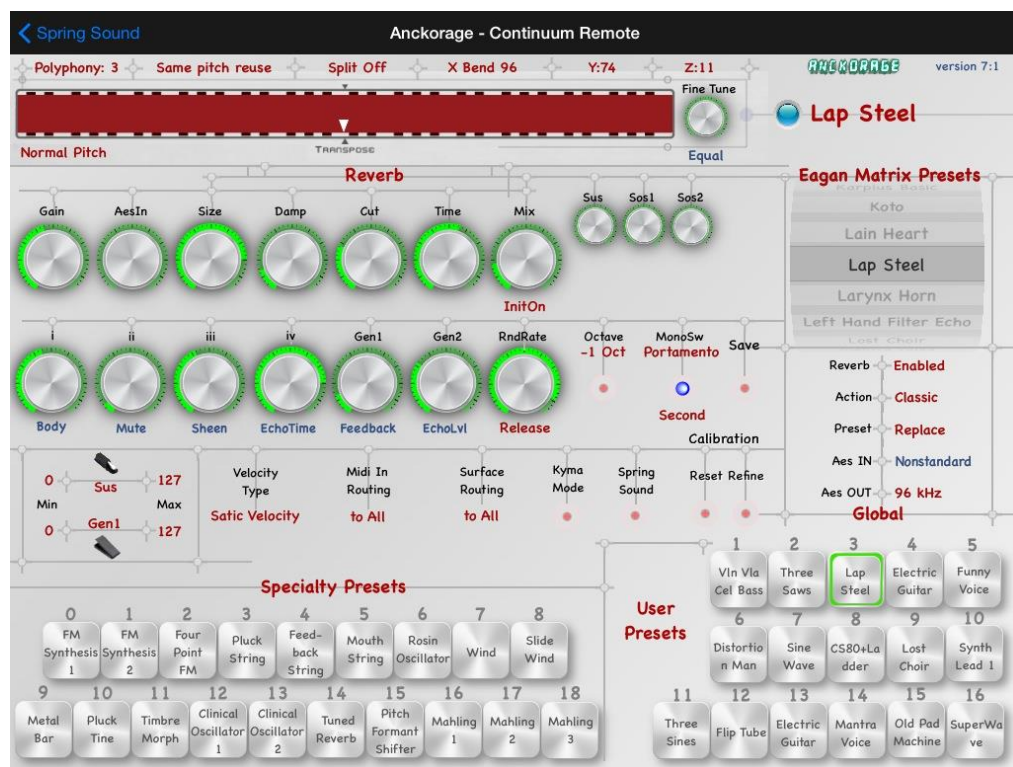 Spring Sound
Anckorage - Continuum Remote
Polyphony: 3 Same pitch reuse Split Off X Bend 96 Y:74 Z:11 ANCKORAGE version 7:1
Fine Tune
Lap Steel
TRANSPOSE
Normal Pitch
Equal
Reverb
Eagan Matrix Presets
Karplus Basic
Koto
Lain Heart
Lap Steel
Larynx Horn
Left Hand Filter Echo
Lost Choir
Gain AesIn Size Damp Cut Time Mix Sus Sos1 Sos2
InitOn
i ii iii iv Gen1 Gen2 RndRate Octave MonoSw Save
-1 Oct Portamento
Second
Body Mute Sheen EchoTime Feedback EchoLvl Release
Reverb Enabled
Action Classic
Preset Replace
Aes IN Nonstandard
Aes OUT 96 kHz
Global
0 Sus 127
Min Max
0 Gen1 127
Velocity
Type
Satic Velocity
Midi In
Routing
to All
Surface
Routing
to All
Kyma
Mode
Spring
Sound
Calibration
Reset Refine
Specialty Presets
0 1 2 3 4 5 6 7 8
FM
Synthesis
1
FM
Synthesis
2
Four
Point
FM
Pluck
String
Feed-
back
String
Mouth
String
Rosin
Oscillator
Wind
Slide
Wind
9 10 11 12 13 14 15 16 17 18
Metal
Bar
Pluck
Tine
Timbre
Morph
Clinical
Oscillator
1
Clinical
Oscillator
2
Tuned
Reverb
Pitch
Formant
Shifter
Mahling
1
Mahling
2
Mahling
3
User
Presets
1 2 3 4 5
Vln Vla
Cel Bass
Three
Saws
Lap
Steel
Electric
Guitar
Funny
Voice
6 7 8 9 10
Distortio
n Man
Sine
Wave
CS80+La
dder
Lost
Choir
Synth
Lead 1
11 12 13 14 15 16
Three
Sines
Flip Tube
Electric
Guitar
Mantra
Voice
Old Pad
Machine
SuperWa
ve